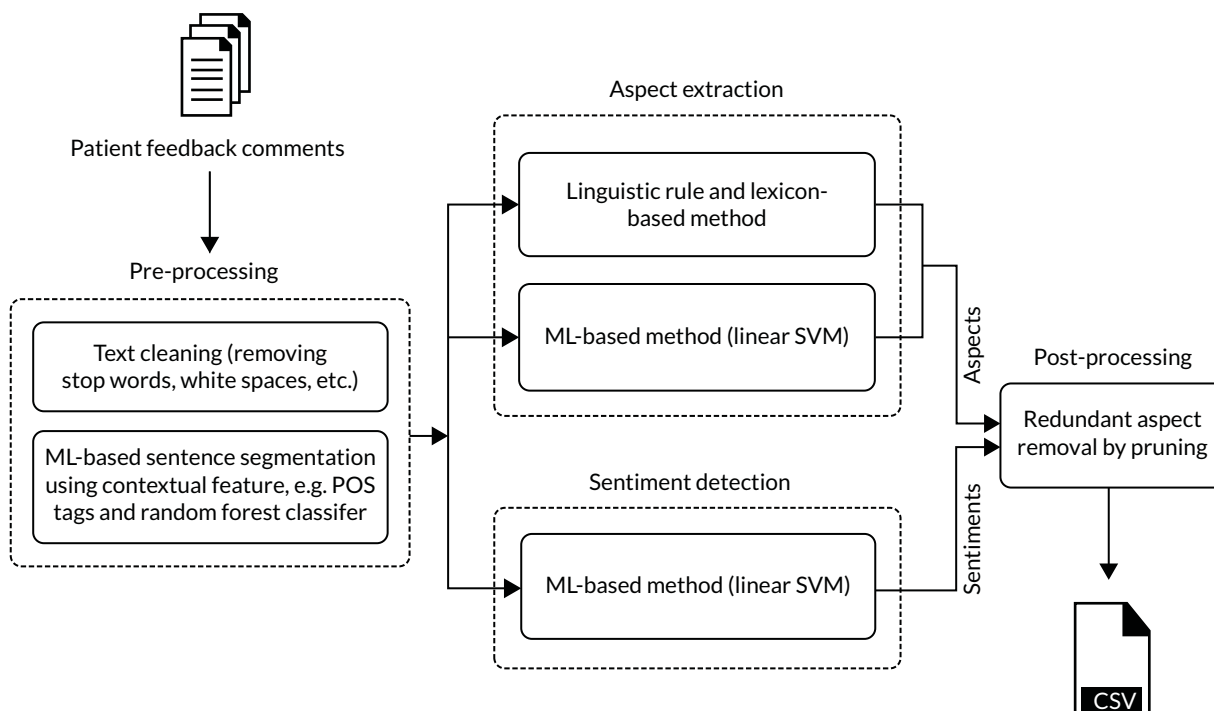 Patient feedback comments
Pre-processing
Text cleaning (removing
stop words, white spaces, etc.)
ML-based sentence segmentation
using contextual feature, e.g. POS
tags and random forest classifer
Aspect extraction
Linguistic rule and lexicon-
based method
ML-based method (linear SVM)
Sentiment detection
ML-based method (linear SVM)
Aspects
Sentiments
Post-processing
Redundant aspect
removal by pruning
CSV